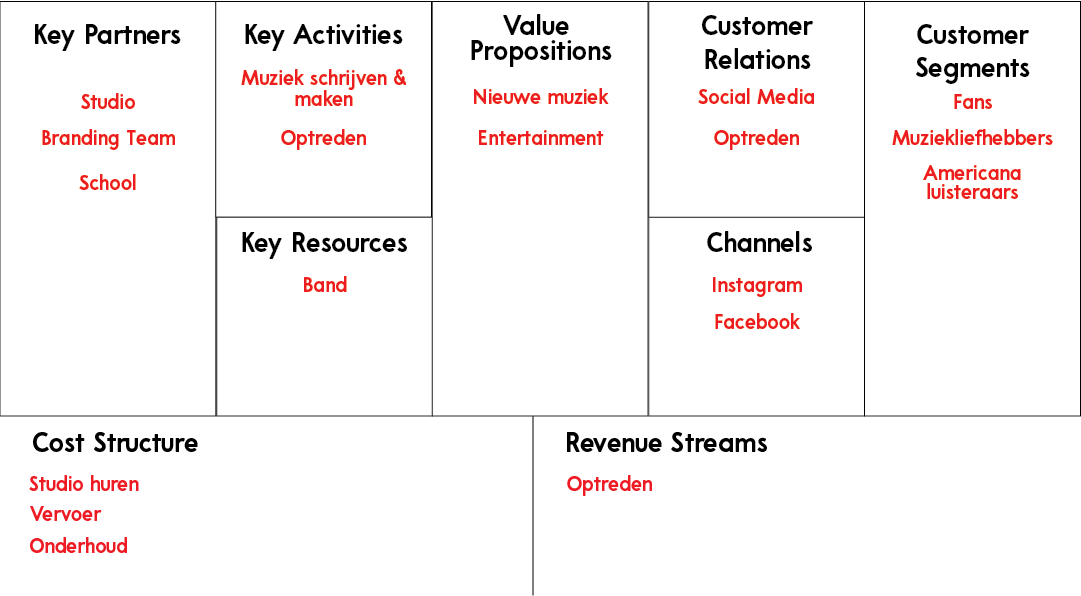 Key Partners
Studio
Branding Team
School
Key Activities
Muziek schrijven &
maken
Optreden
Key Resources
Band
Value
Propositions
Nieuwe muziek
Entertainment
Customer
Relations
Social Media
Optreden
Channels
Instagram
Facebook
Customer
Segments
Fans
Muziekliefhebbers
Americana
luisteraars
Cost Structure
Studio huren
Vervoer
Onderhoud
Revenue Streams
Optreden